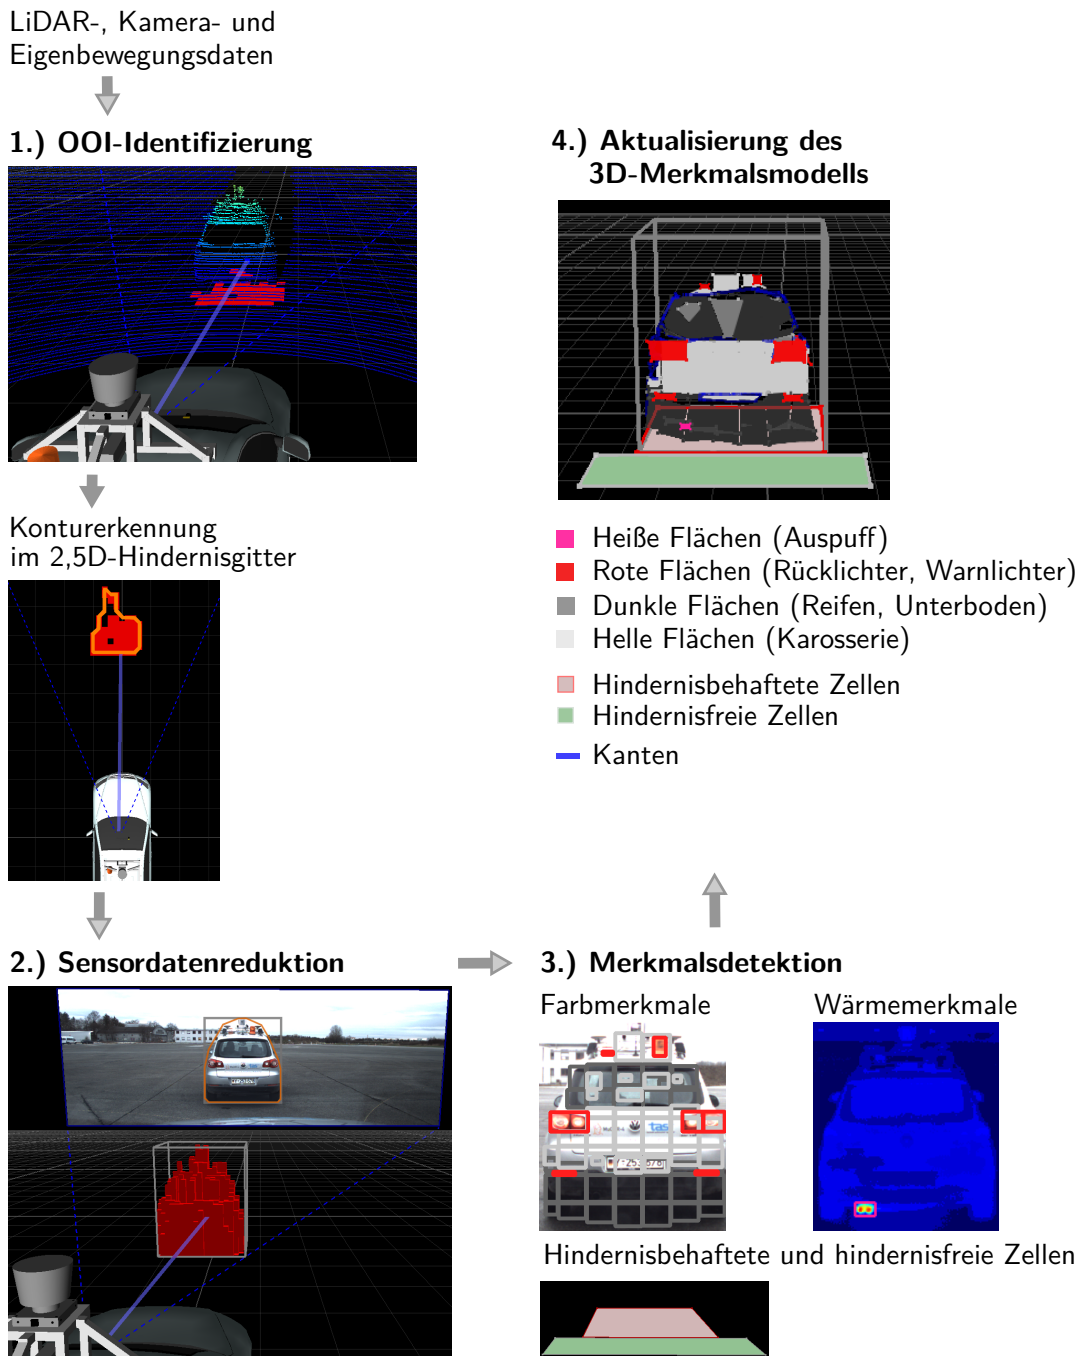 LiDAR-, Kamera- und
Eigenbewegungsdaten
1.) OOI-Identifizierung
Konturerkennung
im 2,5D-Hindernisgitter
2.) Sensordatenreduktion
3.) Merkmalsdetektion
Farbmerkmale
Wärmemerkmale
tas
Hindernisbehaftete und hindernisfreie Zellen
4.) Aktualisierung des
3D-Merkmalsmodells
Heiße Flächen (Auspuff)
Rote Flächen (Rücklichter, Warnlichter)
Dunkle Flächen (Reifen, Unterboden)
Helle Flächen (Karosserie)
Hindernisbehaftete Zellen
Hindernisfreie Zellen
Kanten